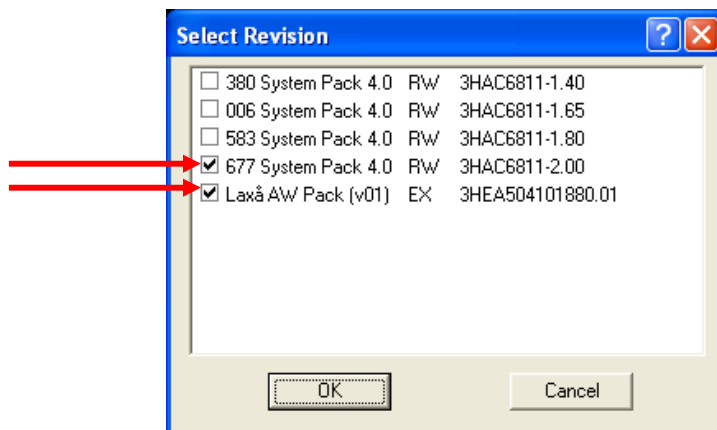 Select Revision
380 System Pack 4.0 RW 3HAC6811-1.40
006 System Pack 4.0 RW 3HAC6811-1.65
583 System Pack 4.0 RW 3HAC6811-1.80
677 System Pack 4.0 RW 3HAC6811-2.00
Laxå AW Pack (v01) EX 3HEA504101880.01
OK Cancel